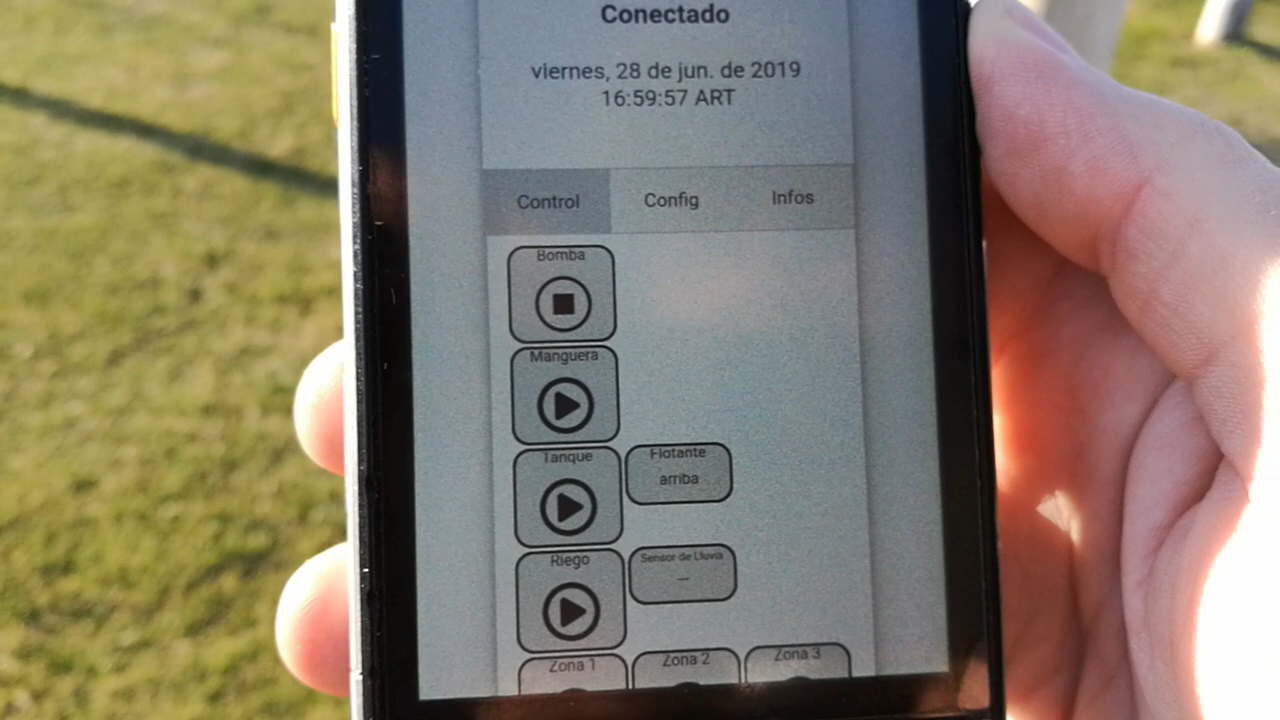 Conectado
viernes, 28 de jun. de 2019
16:59:57 ART
Control Config Infos
Bomba
Manguera
Tanque
Flotante
arriba
Riego
Sensor de Lluvia
—
Zona 1 Zona 2 Zona 3